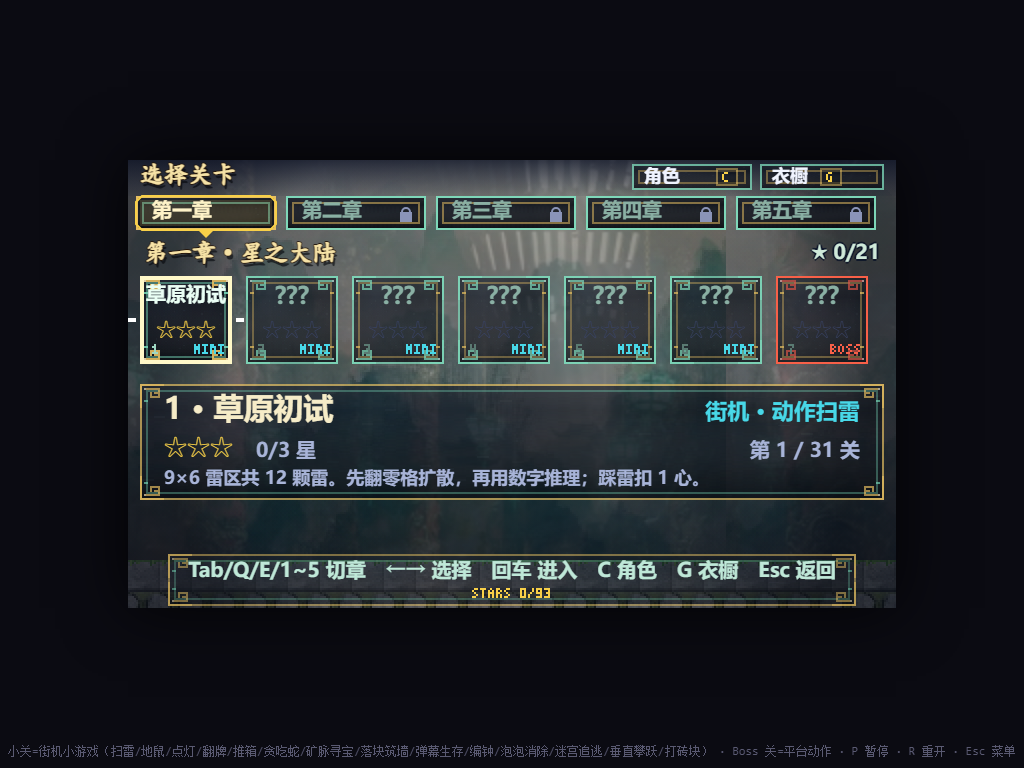 选择关卡 角色 C 衣橱 G
第一章 第二章 第三章 第四章 第五章
第一章·星之大陆 ★ 0/21
草原初试 ??? ??? ??? ??? ??? ???
☆☆☆ ☆☆☆ ☆☆☆ ☆☆☆ ☆☆☆ ☆☆☆ ☆☆☆
1 MINI 2 MINI 3 MINI 4 MINI 5 MINI 6 MINI 7 BOSS
1·草原初试 街机·动作扫雷
☆☆☆ 0/3 星 第 1 / 31 关
9×6 雷区共 12 颗雷。先翻零格扩散，再用数字推理；踩雷扣 1 心。
Tab/Q/E/1~5 切章 ←→ 选择 回车 进入 C 角色 G 衣橱 Esc 返回
STARS 0/93
小关=街机小游戏（扫雷/地鼠/点灯/翻牌/推箱/贪吃蛇/矿脉寻宝/落块筑墙/弹幕生存/编钟/泡泡消除/迷宫追逃/垂直攀跃/打砖块） · Boss 关=平台动作 · P 暂停 · R 重开 · Esc 菜单